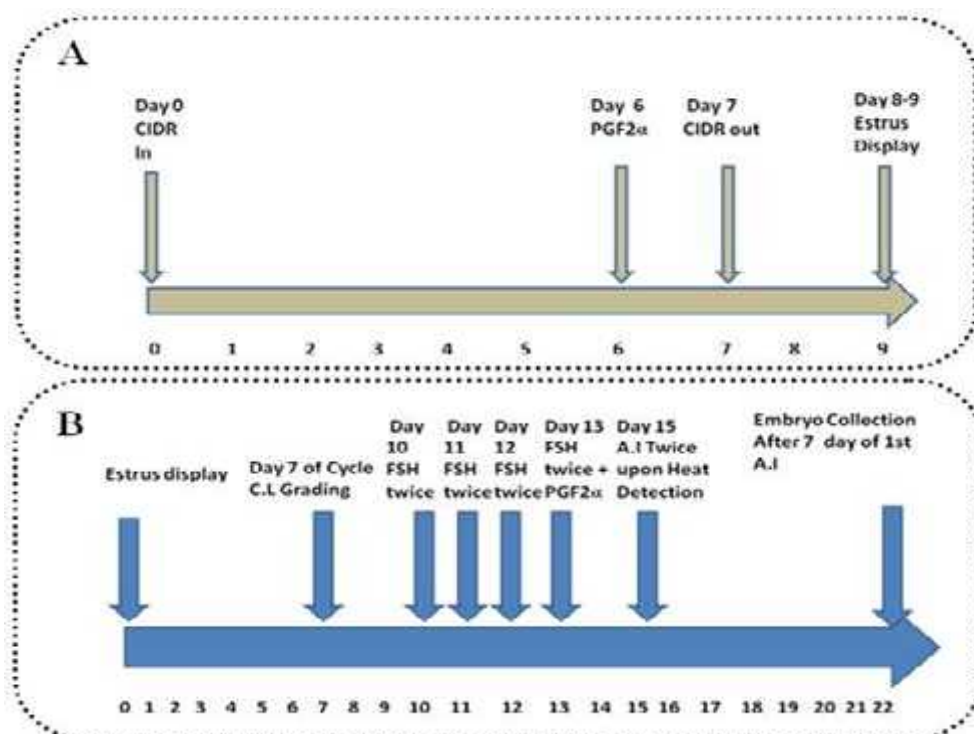 A
Day 0
CIDR
In
Day 6
PGF2α
Day 7
CIDR out
Day 8-9
Estrus
Display
0 1 2 3 4 5 6 7 8 9
B
Estrus display
Day 7 of Cycle
C.L Grading
Day
10
FSH
twice
Day
11
FSH
twice
Day
12
FSH
twice
Day 13
FSH
twice +
PGF2α
Day 15
A.I Twice
upon Heat
Detection
Embryo Collection
After 7 day of 1st
A.I
0 1 2 3 4 5 6 7 8 9 10 11 12 13 14 15 16 17 18 19 20 21 22